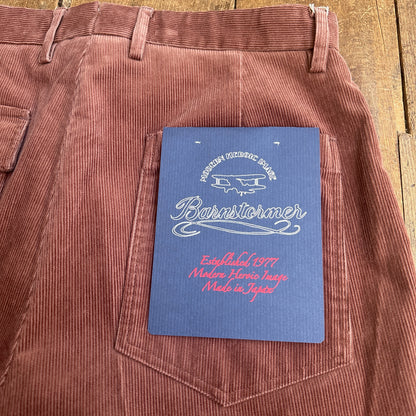 MODERN HEROIC IMAGE
Barnstormer
Established 1977
Modern Heroic Image
Made in Japan